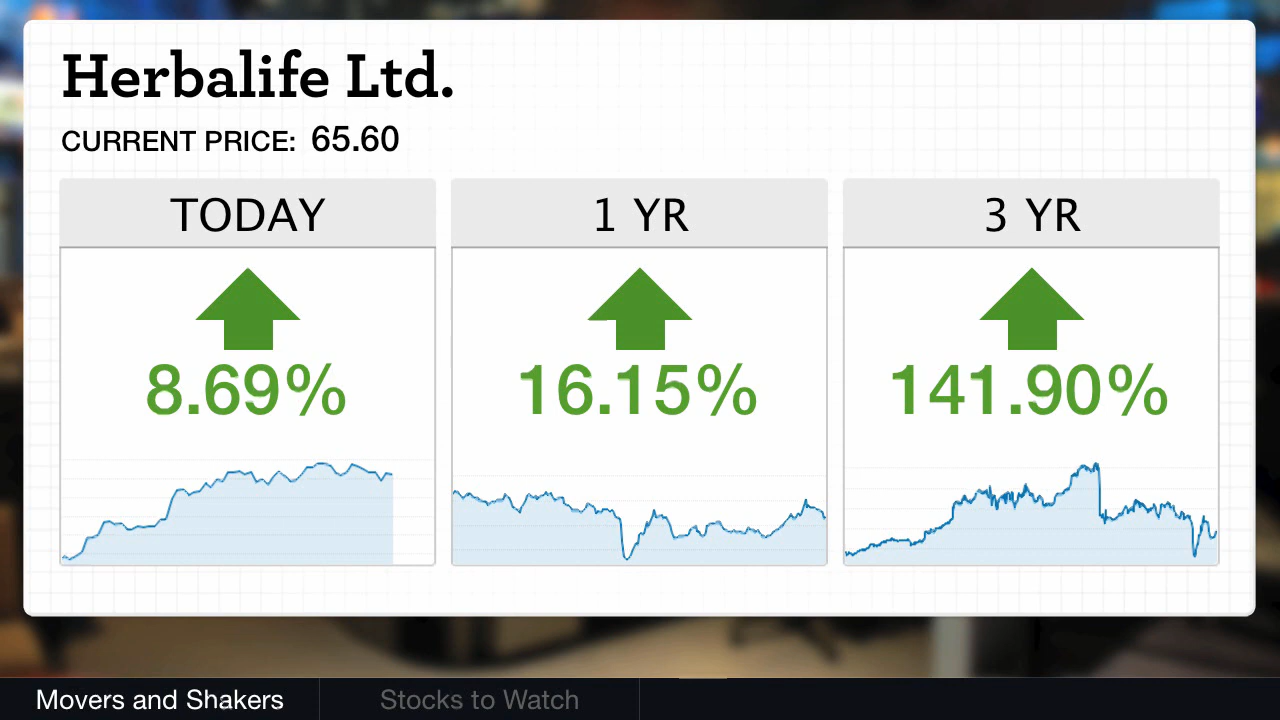 Herbalife Ltd.
CURRENT PRICE: 65.60
TODAY
1 YR
3 YR
8.69%
16.15%
141.90%
Movers and Shakers
Stocks to Watch